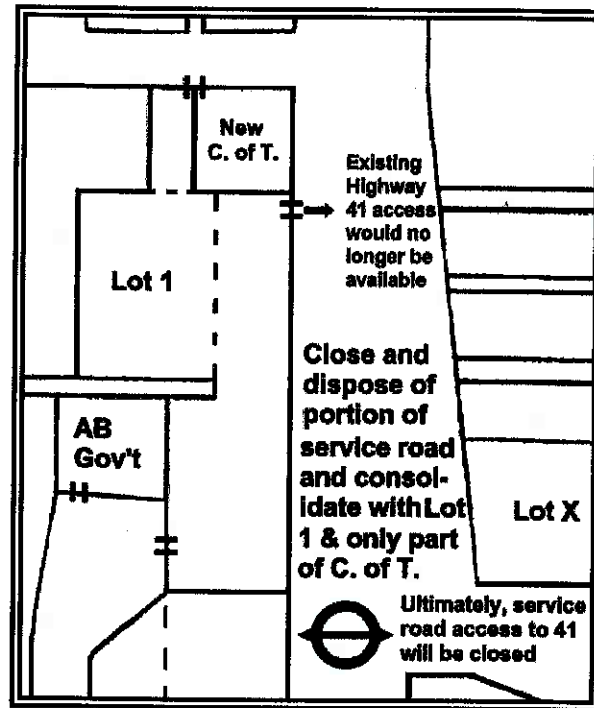 New
C. of T.
Existing
Highway
41 access
would no
longer be
available
Lot 1
Close and
dispose of
portion of
service road
and consol-
idate with Lot
1 & only part
of C. of T.
AB
Gov't
Lot X
Ultimately, service
road access to 41
will be closed